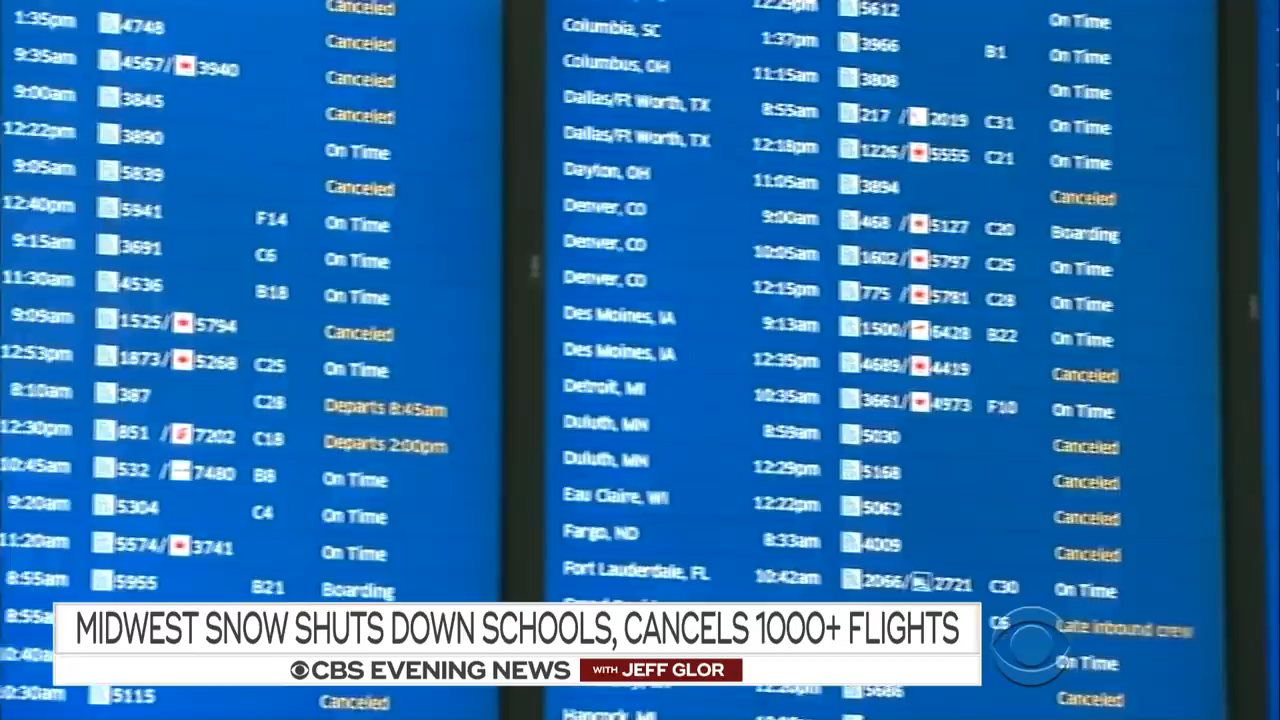 Canceled
1:35pm 4748 Canceled
9:35am 4567/ 3940 Canceled
9:00am 3845 Canceled
12:22pm 3890 On Time
9:05am 5839 Canceled
12:40pm 5941 F14 On Time
9:15am 3691 C6 On Time
11:30am 4536 B18 On Time
9:09am 1525/ 5794 Canceled
12:53pm 1873/ 5268 C25 On Time
8:10am 387 C28 Departs 8:45am
12:30pm 851 / 7202 C18 Departs 2:00pm
10:45am 532 / 7480 B8 On Time
9:20am 5304 C4 On Time
11:20am 5574/ 3741 On Time
8:55am 5955 B21 Boarding
5115 Canceled
12:29pm 5612 On Time
Columbia, SC 1:37pm 3966 B1 On Time
Columbus, OH 11:15am 3808 On Time
Dallas/Ft Worth, TX 8:55am 217 / 2019 C31 On Time
Dallas/Ft Worth, TX 12:18pm 1226/ 5555 C21 On Time
Dayton, OH 11:05am 3894 Canceled
Denver, CO 9:00am 468 / 5127 C20 Boarding
Denver, CO 10:05am 1602/ 5797 C25 On Time
Denver, CO 12:15pm 775 / 5781 C28 On Time
Des Moines, IA 9:13am 1500/ 6428 B22 On Time
Des Moines, IA 12:35pm 4689/ 4419 Canceled
Detroit, MI 10:35am 3661/ 4973 F10 On Time
Duluth, MN 8:59am 5030 Canceled
Duluth, MN 12:29pm 5168 Canceled
Eau Claire, WI 12:22pm 5062 Canceled
Fargo, ND 8:33am 4009 Canceled
Fort Lauderdale, FL 10:42am 2066/ 2721 C30 On Time
C6 Late inbound crew
On Time
5686 Canceled
Hancock, MI
MIDWEST SNOW SHUTS DOWN SCHOOLS, CANCELS 1000+ FLIGHTS
CBS EVENING NEWS WITH JEFF GLOR